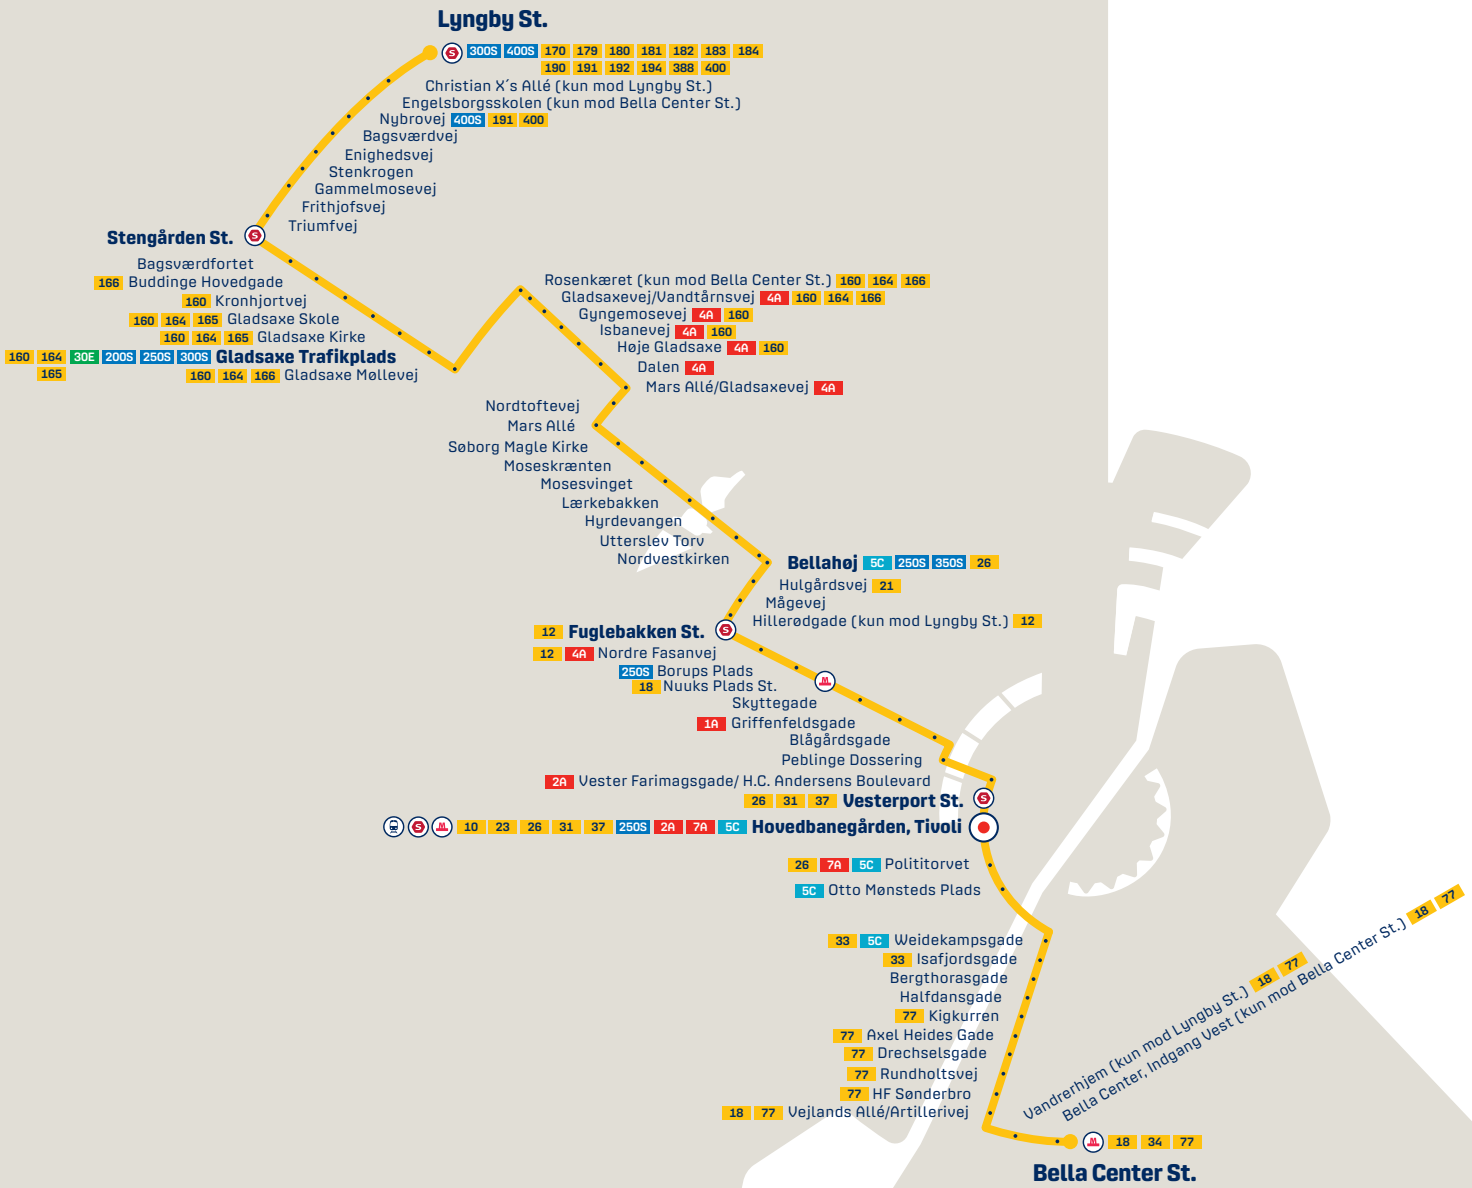 Lyngby St.
S 300S 400S 170 179 180 181 182 183 184
190 191 192 194 388 400
Christian X´s Allé (kun mod Lyngby St.)
Engelsborgsskolen (kun mod Bella Center St.)
Nybrovej 400S 191 400
Bagsværdvej
Enighedsvej
Stenkrogen
Gammelmosevej
Frithjofsvej
Triumfvej
Stengården St. S
Bagsværdfortet
166 Buddinge Hovedgade
160 Kronhjortvej
160 164 165 Gladsaxe Skole
160 164 165 Gladsaxe Kirke
160 164 30E 200S 250S 300S Gladsaxe Trafikplads
165
160 164 166 Gladsaxe Møllevej
Rosenkæret (kun mod Bella Center St.) 160 164 166
Gladsaxevej/Vandtårnsvej 4A 160 164 166
Gyngemosevej 4A 160
Isbanevej 4A 160
Høje Gladsaxe 4A 160
Dalen 4A
Mars Allé/Gladsaxevej 4A
Nordtoftevej
Mars Allé
Søborg Magle Kirke
Moseskrænten
Mosesvinget
Lærkebakken
Hyrdevangen
Utterslev Torv
Nordvestkirken
Bellahøj 5C 250S 350S 26
Hulgårdsvej 21
Mågevej
Hillerødgade (kun mod Lyngby St.) 12
12 Fuglebakken St. S
12 4A Nordre Fasanvej
250S Borups Plads
18 Nuuks Plads St. M
Skyttegade
1A Griffenfeldsgade
Blågårdsgade
Peblinge Dossering
2A Vester Farimagsgade/ H.C. Andersens Boulevard
26 31 37 Vesterport St. S
S M 10 23 26 31 37 250S 2A 7A 5C Hovedbanegården, Tivoli
26 7A 5C Polititorvet
5C Otto Mønsteds Plads
33 5C Weidekampsgade
33 Isafjordsgade
Bergthorasgade
Halfdansgade
77 Kigkurren
77 Axel Heides Gade
77 Drechselsgade
77 Rundholtsvej
77 HF Sønderbro
18 77 Vejlands Allé/Artillerivej
Vandrerhjem (kun mod Lyngby St.) 18 77
Bella Center, Indgang Vest (kun mod Bella Center St.) 18 77
M 18 34 77
Bella Center St.